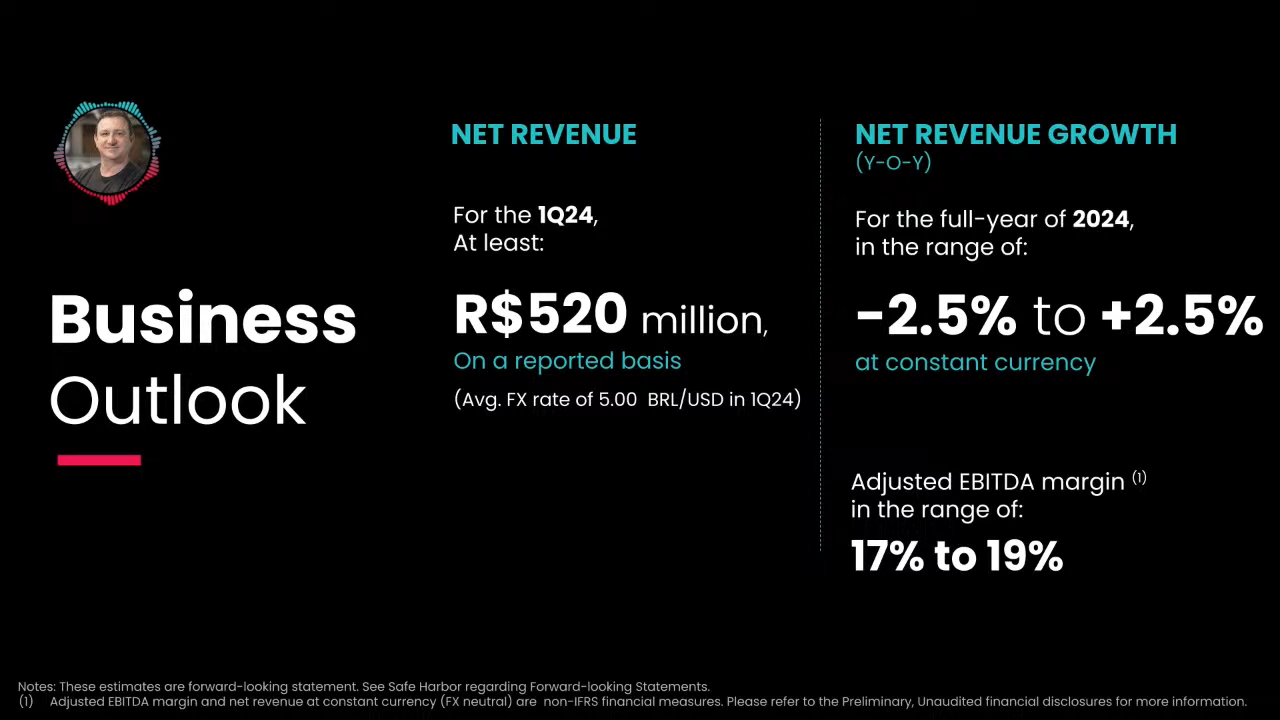 Business
Outlook
NET REVENUE
For the 1Q24,
At least:
R$520 million,
On a reported basis
(Avg. FX rate of 5.00 BRL/USD in 1Q24)
NET REVENUE GROWTH
(Y-O-Y)
For the full-year of 2024,
in the range of:
-2.5% to +2.5%
at constant currency
Adjusted EBITDA margin (1)
in the range of:
17% to 19%
Notes: These estimates are forward-looking statement. See Safe Harbor regarding Forward-looking Statements.
(1) Adjusted EBITDA margin and net revenue at constant currency (FX neutral) are non-IFRS financial measures. Please refer to the Preliminary, Unaudited financial disclosures for more information.